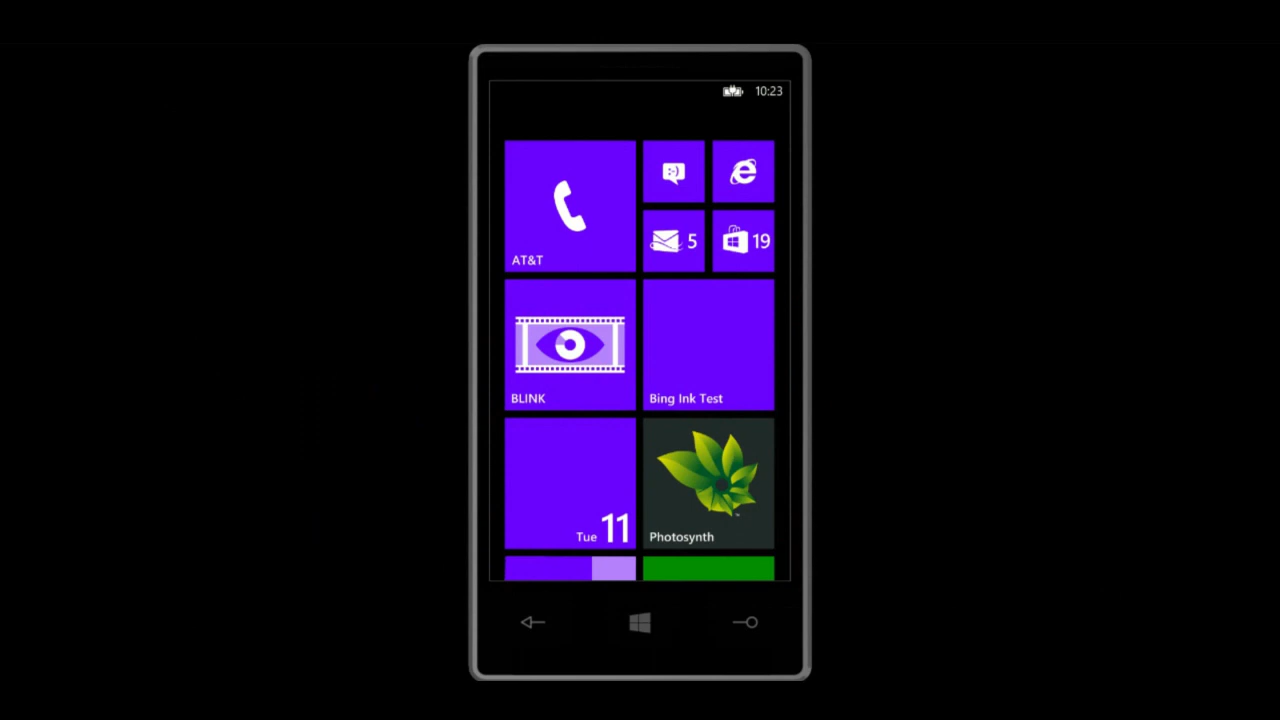 10:23
:-)
5
19
AT&T
BLINK
Bing Ink Test
Tue 11
Photosynth